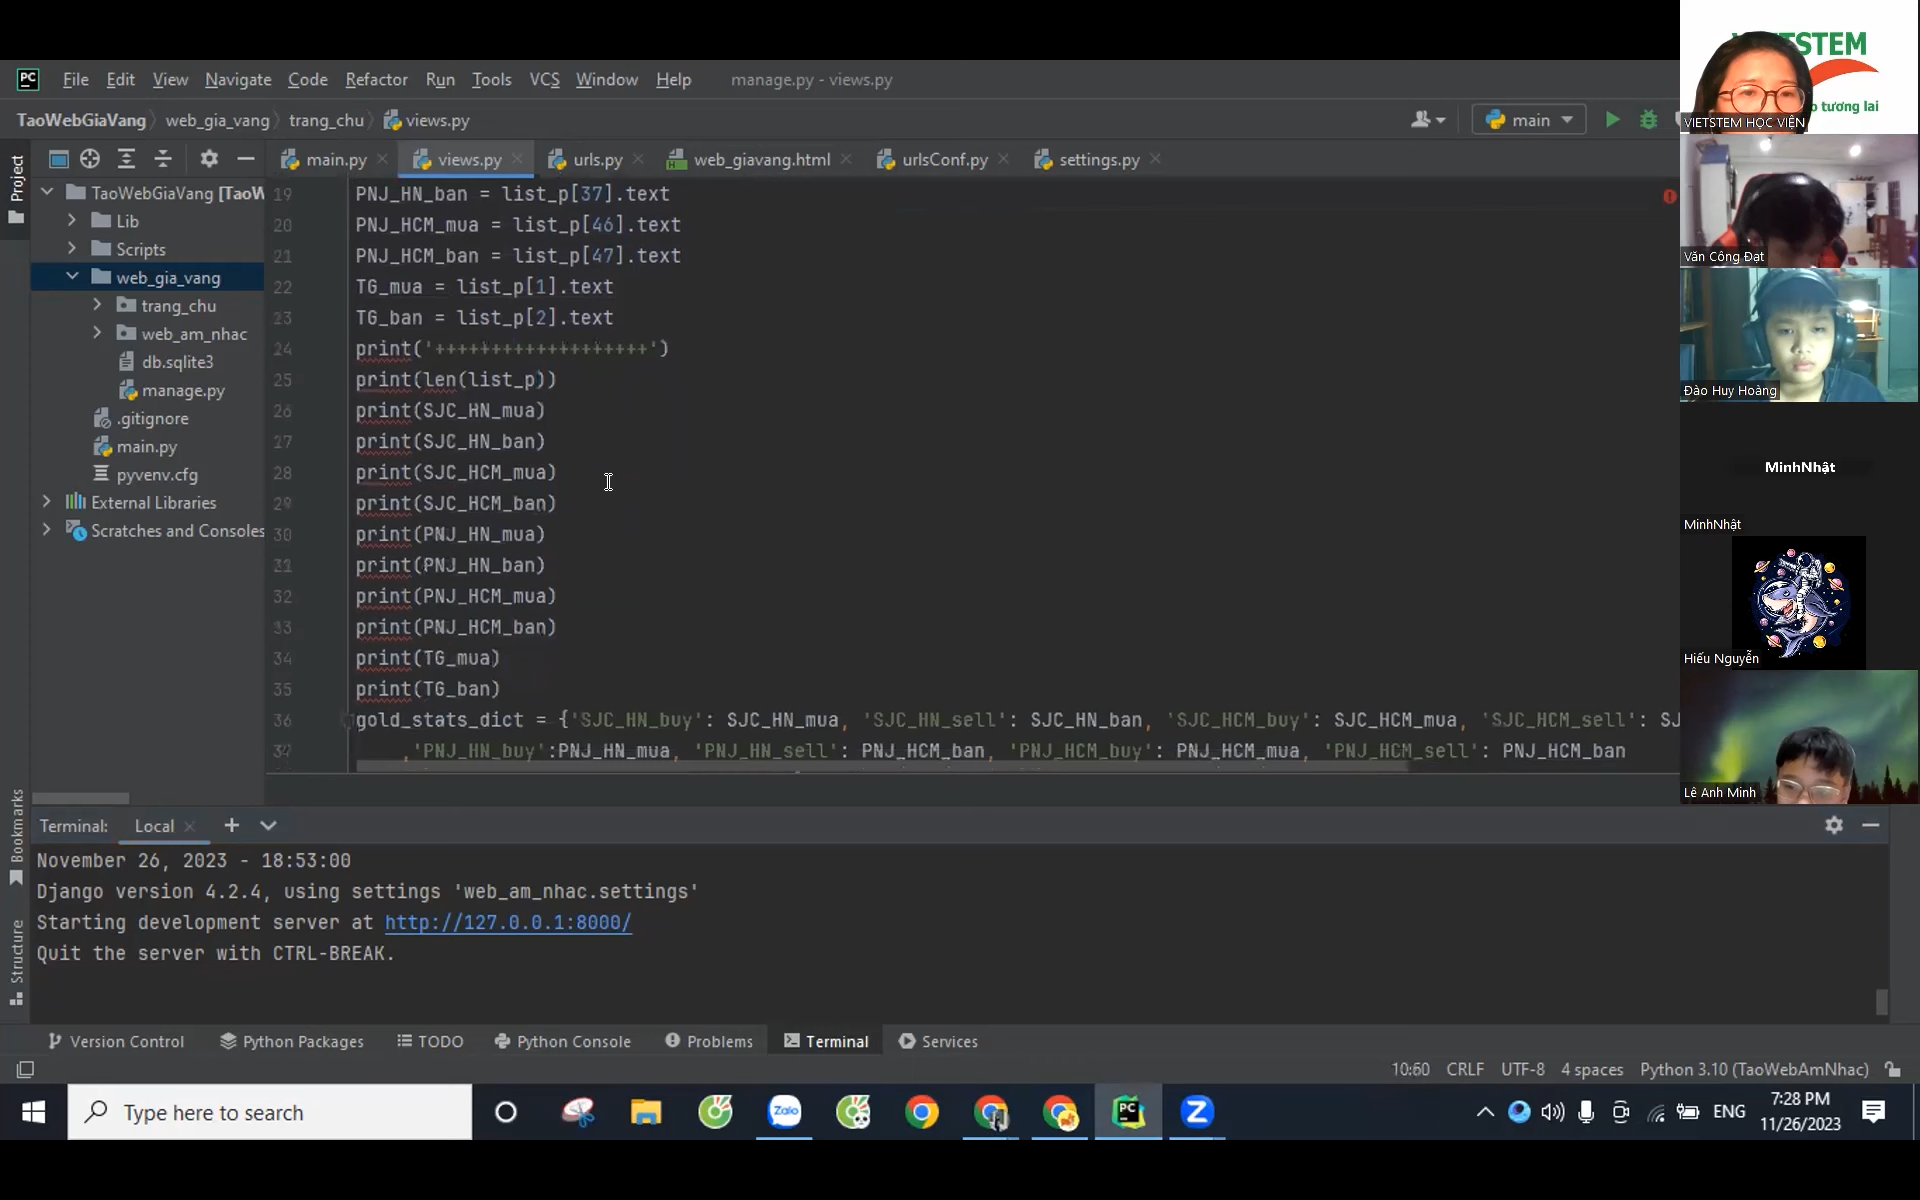 PC File Edit View Navigate Code Refactor Run Tools VCS Window Help manage.py - views.py
TaoWebGiaVang web_gia_vang trang_chu views.py main
main.py views.py urls.py web_giavang.html urlsConf.py settings.py
Project
TaoWebGiaVang [TaoW
Lib
Scripts
web_gia_vang
trang_chu
web_am_nhac
db.sqlite3
manage.py
.gitignore
main.py
pyvenv.cfg
External Libraries
Scratches and Consoles
19 PNJ_HN_ban = list_p[37].text
20 PNJ_HCM_mua = list_p[46].text
21 PNJ_HCM_ban = list_p[47].text
22 TG_mua = list_p[1].text
23 TG_ban = list_p[2].text
24 print('+++++++++++++++++++')
25 print(len(list_p))
26 print(SJC_HN_mua)
27 print(SJC_HN_ban)
28 print(SJC_HCM_mua)
29 print(SJC_HCM_ban)
30 print(PNJ_HN_mua)
31 print(PNJ_HN_ban)
32 print(PNJ_HCM_mua)
33 print(PNJ_HCM_ban)
34 print(TG_mua)
35 print(TG_ban)
36 gold_stats_dict = {'SJC_HN_buy': SJC_HN_mua, 'SJC_HN_sell': SJC_HN_ban, 'SJC_HCM_buy': SJC_HCM_mua, 'SJC_HCM_sell': SJ
37 ,'PNJ_HN_buy':PNJ_HN_mua, 'PNJ_HN_sell': PNJ_HCM_ban, 'PNJ_HCM_buy': PNJ_HCM_mua, 'PNJ_HCM_sell': PNJ_HCM_ban
STEM
tương lai
VIETSTEM HỌC VIÊN
Văn Công Đạt
Đào Huy Hoàng
MinhNhật
MinhNhật
Hiếu Nguyễn
Lê Anh Minh
Bookmarks
Structure
Terminal: Local
November 26, 2023 - 18:53:00
Django version 4.2.4, using settings 'web_am_nhac.settings'
Starting development server at http://127.0.0.1:8000/
Quit the server with CTRL-BREAK.
Version Control Python Packages TODO Python Console Problems Terminal Services
10:60 CRLF UTF-8 4 spaces Python 3.10 (TaoWebAmNhac)
Type here to search
Zalo
PC
ENG
7:28 PM
11/26/2023